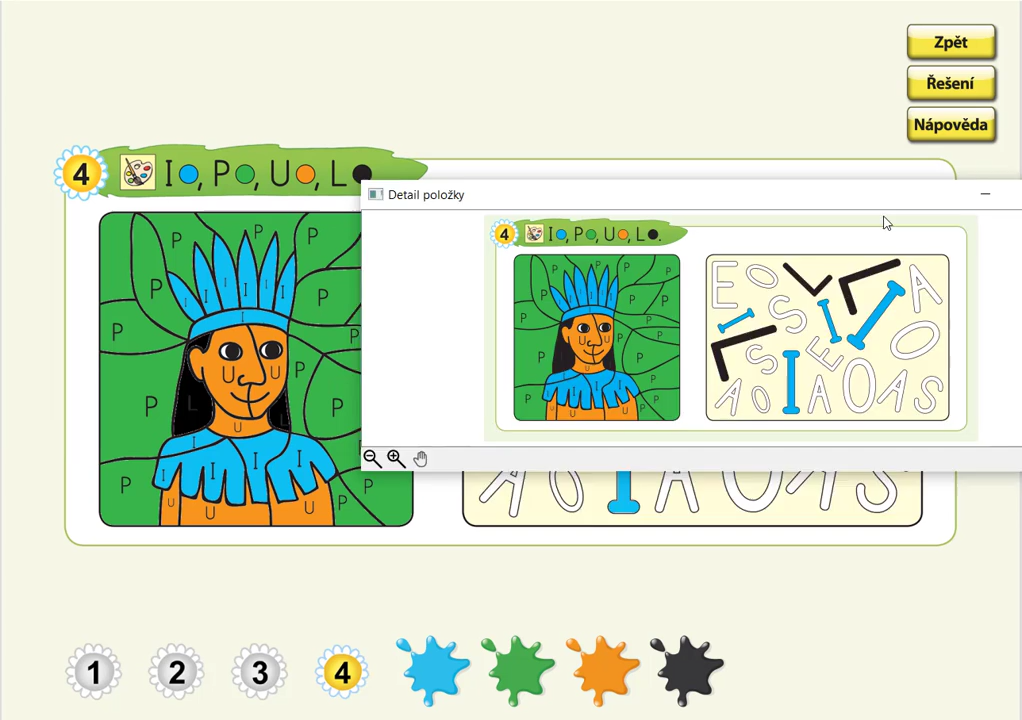 Zpět
Řešení
Nápověda
4 I, P, U, L
Detail položky
4 I, P, U, L.
P P P P P P P P P P
I I I I I I
U U U U U
L L
I I I I
E O L L A
S I I I
L O
S E
A O I A O A S
A O I A O A S
1 2 3 4